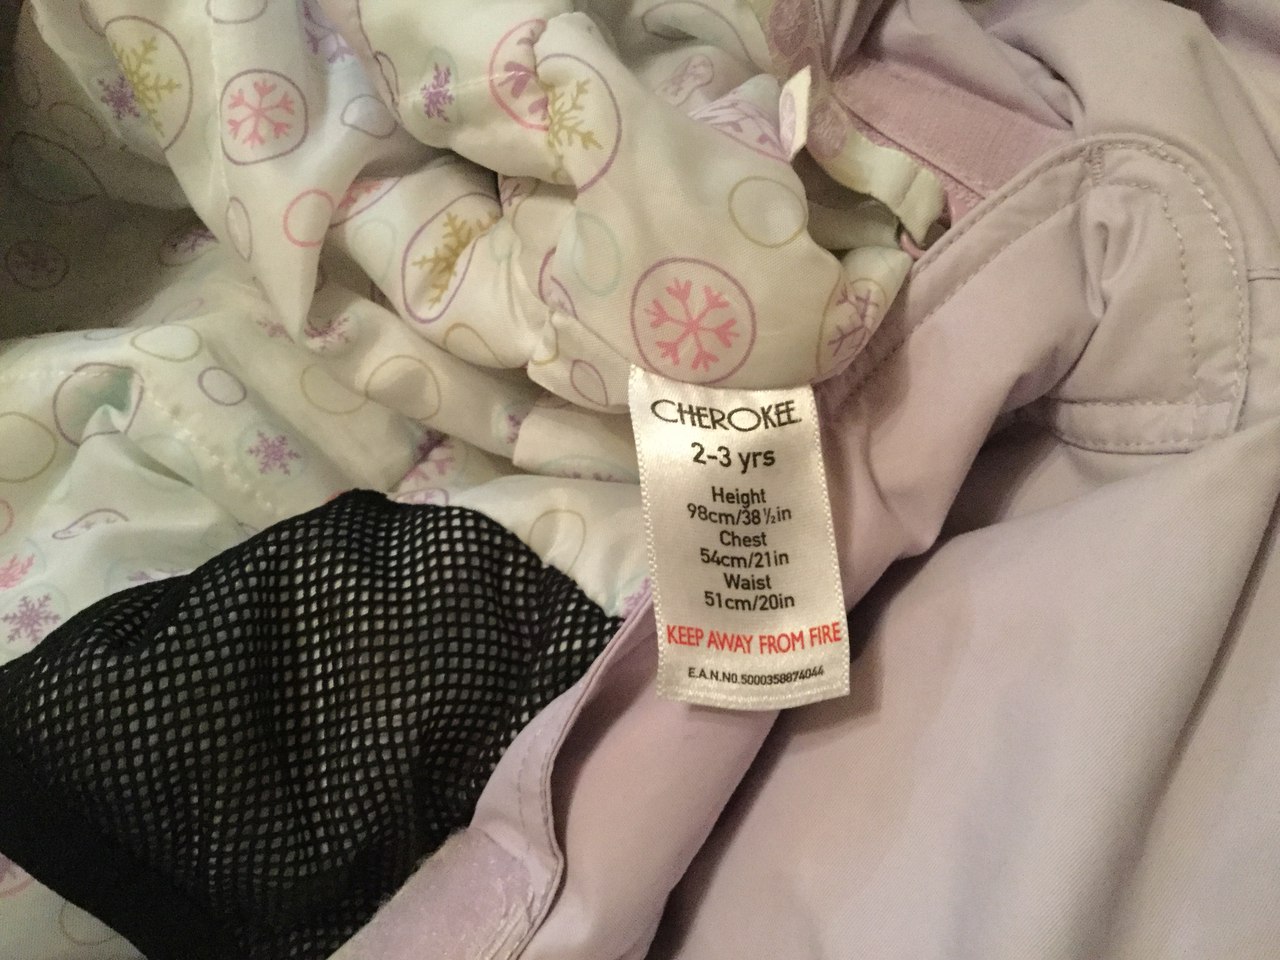 CHEROKEE
2-3 yrs
Height
98cm/38½in
Chest
54cm/21in
Waist
51cm/20in
KEEP AWAY FROM FIRE
E.A.N.NO.5000358874044